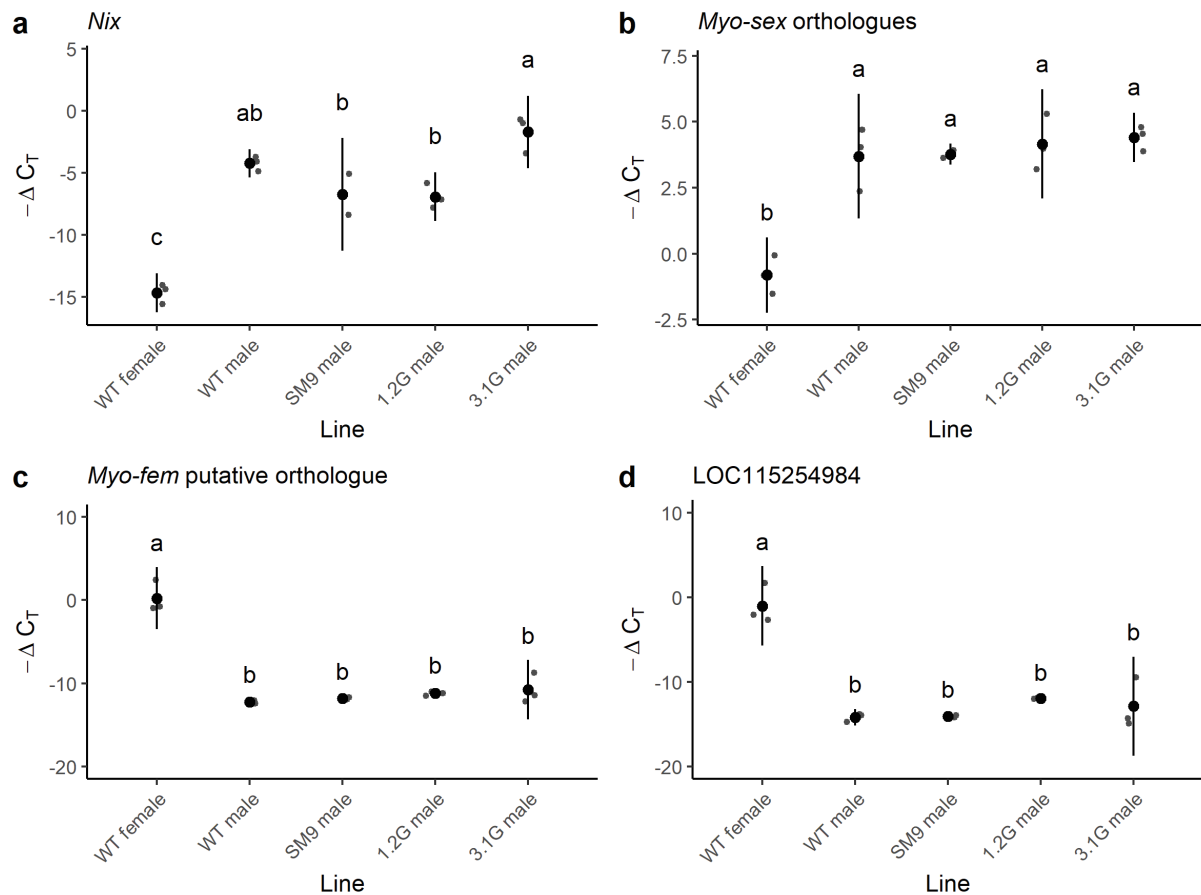 a
Nix
5
0
-5
-10
-15
− Δ CT
c
ab
b
b
a
WT female
WT male
SM9 male
1.2G male
3.1G male
Line
b
Myo-sex orthologues
7.5
5.0
2.5
0.0
-2.5
− Δ CT
b
a
a
a
a
WT female
WT male
SM9 male
1.2G male
3.1G male
Line
c
Myo-fem putative orthologue
10
0
-10
-20
− Δ CT
a
b
b
b
b
WT female
WT male
SM9 male
1.2G male
3.1G male
Line
d
LOC115254984
10
0
-10
-20
− Δ CT
a
b
b
b
b
WT female
WT male
SM9 male
1.2G male
3.1G male
Line